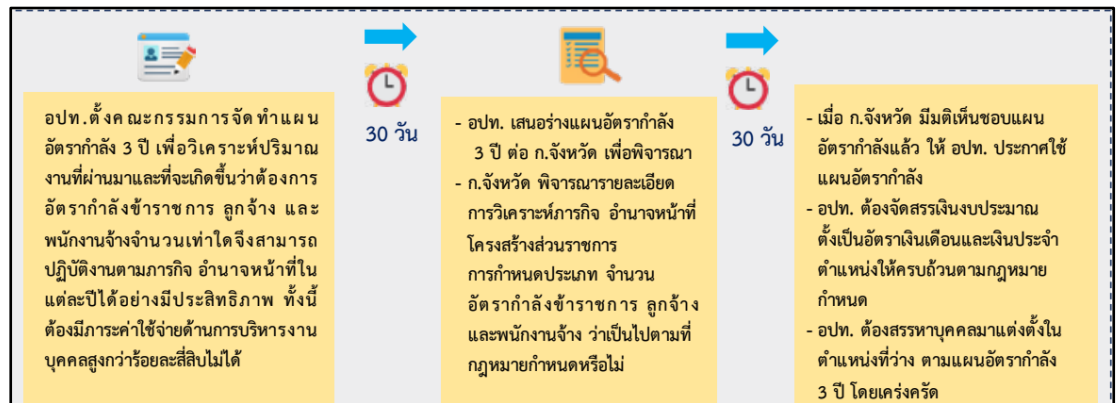 อปท.ตั้งคณะกรรมการจัดทำแผน
อัตรากำลัง 3 ปี เพื่อวิเคราะห์ปริมาณ
งานที่ผ่านมาและที่จะเกิดขึ้นว่าต้องการ
อัตรากำลังข้าราชการ ลูกจ้าง และ
พนักงานจ้างจำนวนเท่าใดจึงสามารถ
ปฏิบัติงานตามภารกิจ อำนาจหน้าที่ใน
แต่ละปีได้อย่างมีประสิทธิภาพ ทั้งนี้
ต้องมีภาระค่าใช้จ่ายด้านการบริหารงาน
บุคคลสูงกว่าร้อยละสี่สิบไม่ได้
30 วัน
- อปท. เสนอร่างแผนอัตรากำลัง
3 ปี ต่อ ก.จังหวัด เพื่อพิจารณา
- ก.จังหวัด พิจารณารายละเอียด
การวิเคราะห์ภารกิจ อำนาจหน้าที่
โครงสร้างส่วนราชการ
การกำหนดประเภท จำนวน
อัตรากำลังข้าราชการ ลูกจ้าง
และพนักงานจ้าง ว่าเป็นไปตามที่
กฎหมายกำหนดหรือไม่
30 วัน
- เมื่อ ก.จังหวัด มีมติเห็นชอบแผน
อัตรากำลังแล้ว ให้ อปท. ประกาศใช้
แผนอัตรากำลัง
- อปท. ต้องจัดสรรเงินงบประมาณ
ตั้งเป็นอัตราเงินเดือนและเงินประจำ
ตำแหน่งให้ครบถ้วนตามกฎหมาย
กำหนด
- อปท. ต้องสรรหาบุคคลมาแต่งตั้งใน
ตำแหน่งที่ว่าง ตามแผนอัตรากำลัง
3 ปี โดยเคร่งครัด